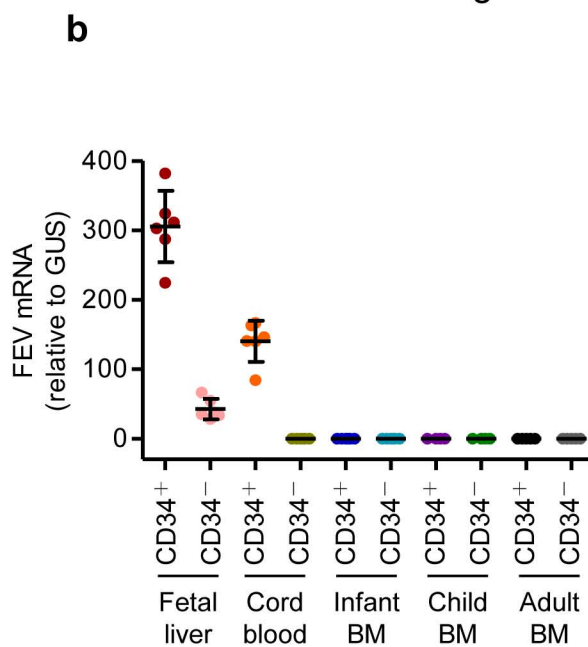 b
FEV mRNA
(relative to GUS)
400
300
200
100
0
CD34+
CD34−
CD34+
CD34−
CD34+
CD34−
CD34+
CD34−
CD34+
CD34−
Fetal
liver
Cord
blood
Infant
BM
Child
BM
Adult
BM